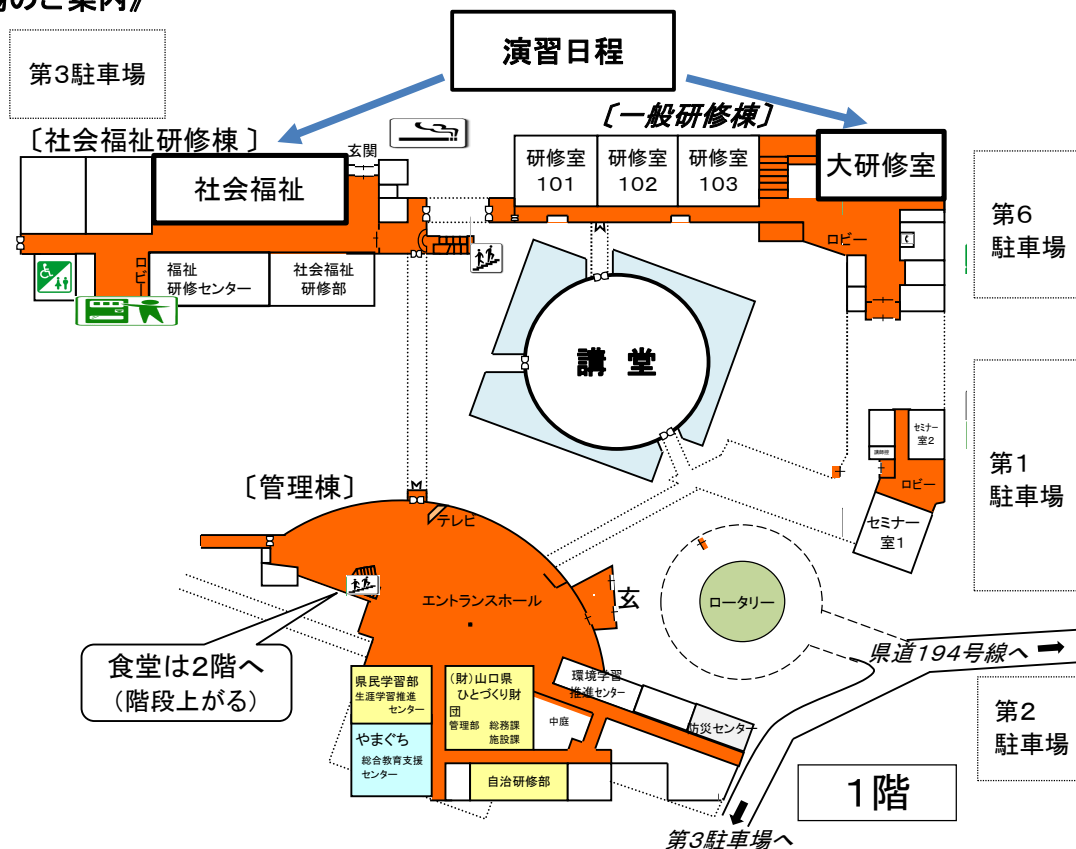 場のご案内》
第3駐車場
演習日程
〔社会福祉研修棟 〕
〔一般研修棟〕
玄関
社会福祉
研修室
101
研修室
102
研修室
103
大研修室
第6
駐車場
ロビー
ロビー
福祉
研修センター
社会福祉
研修部
講 堂
第1
駐車場
セミナー
室2
講師控
ロビー
セミナー
室1
〔管理棟〕
テレビ
エントランスホール
玄
ロータリー
県道194号線へ
食堂は2階へ
（階段上がる）
県民学習部
生涯学習推進
センター
(財)山口県
ひとづくり財
団
管理部 総務課
施設課
環境学習
推進センター
中庭
防災センター
第2
駐車場
やまぐち
総合教育支援
センター
自治研修部
1階
第3駐車場へ